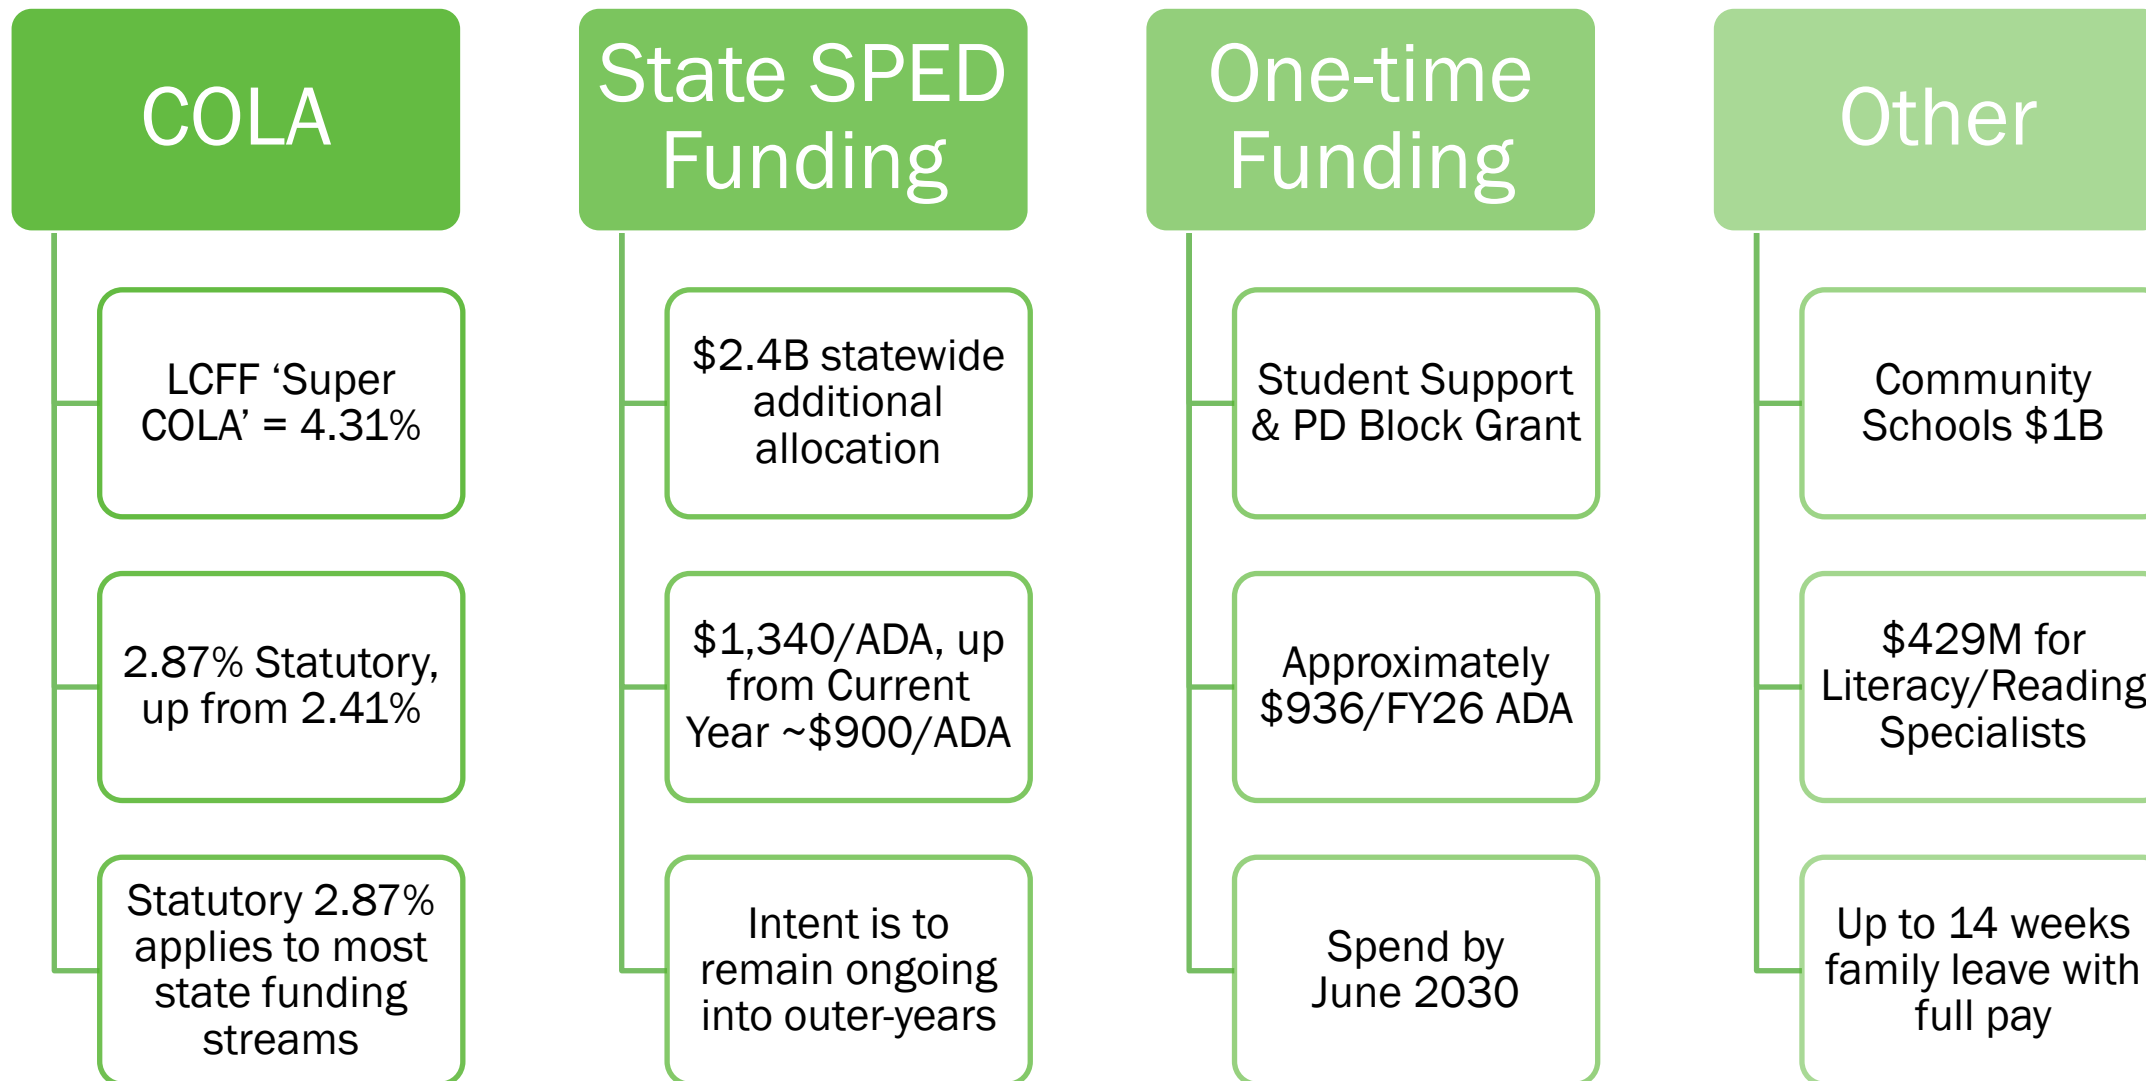 COLA
LCFF ‘Super
COLA’ = 4.31%
2.87% Statutory,
up from 2.41%
Statutory 2.87%
applies to most
state funding
streams
State SPED
Funding
$2.4B statewide
additional
allocation
$1,340/ADA, up
from Current
Year ~$900/ADA
Intent is to
remain ongoing
into outer-years
One-time
Funding
Student Support
& PD Block Grant
Approximately
$936/FY26 ADA
Spend by
June 2030
Other
Community
Schools $1B
$429M for
Literacy/Reading
Specialists
Up to 14 weeks
family leave with
full pay